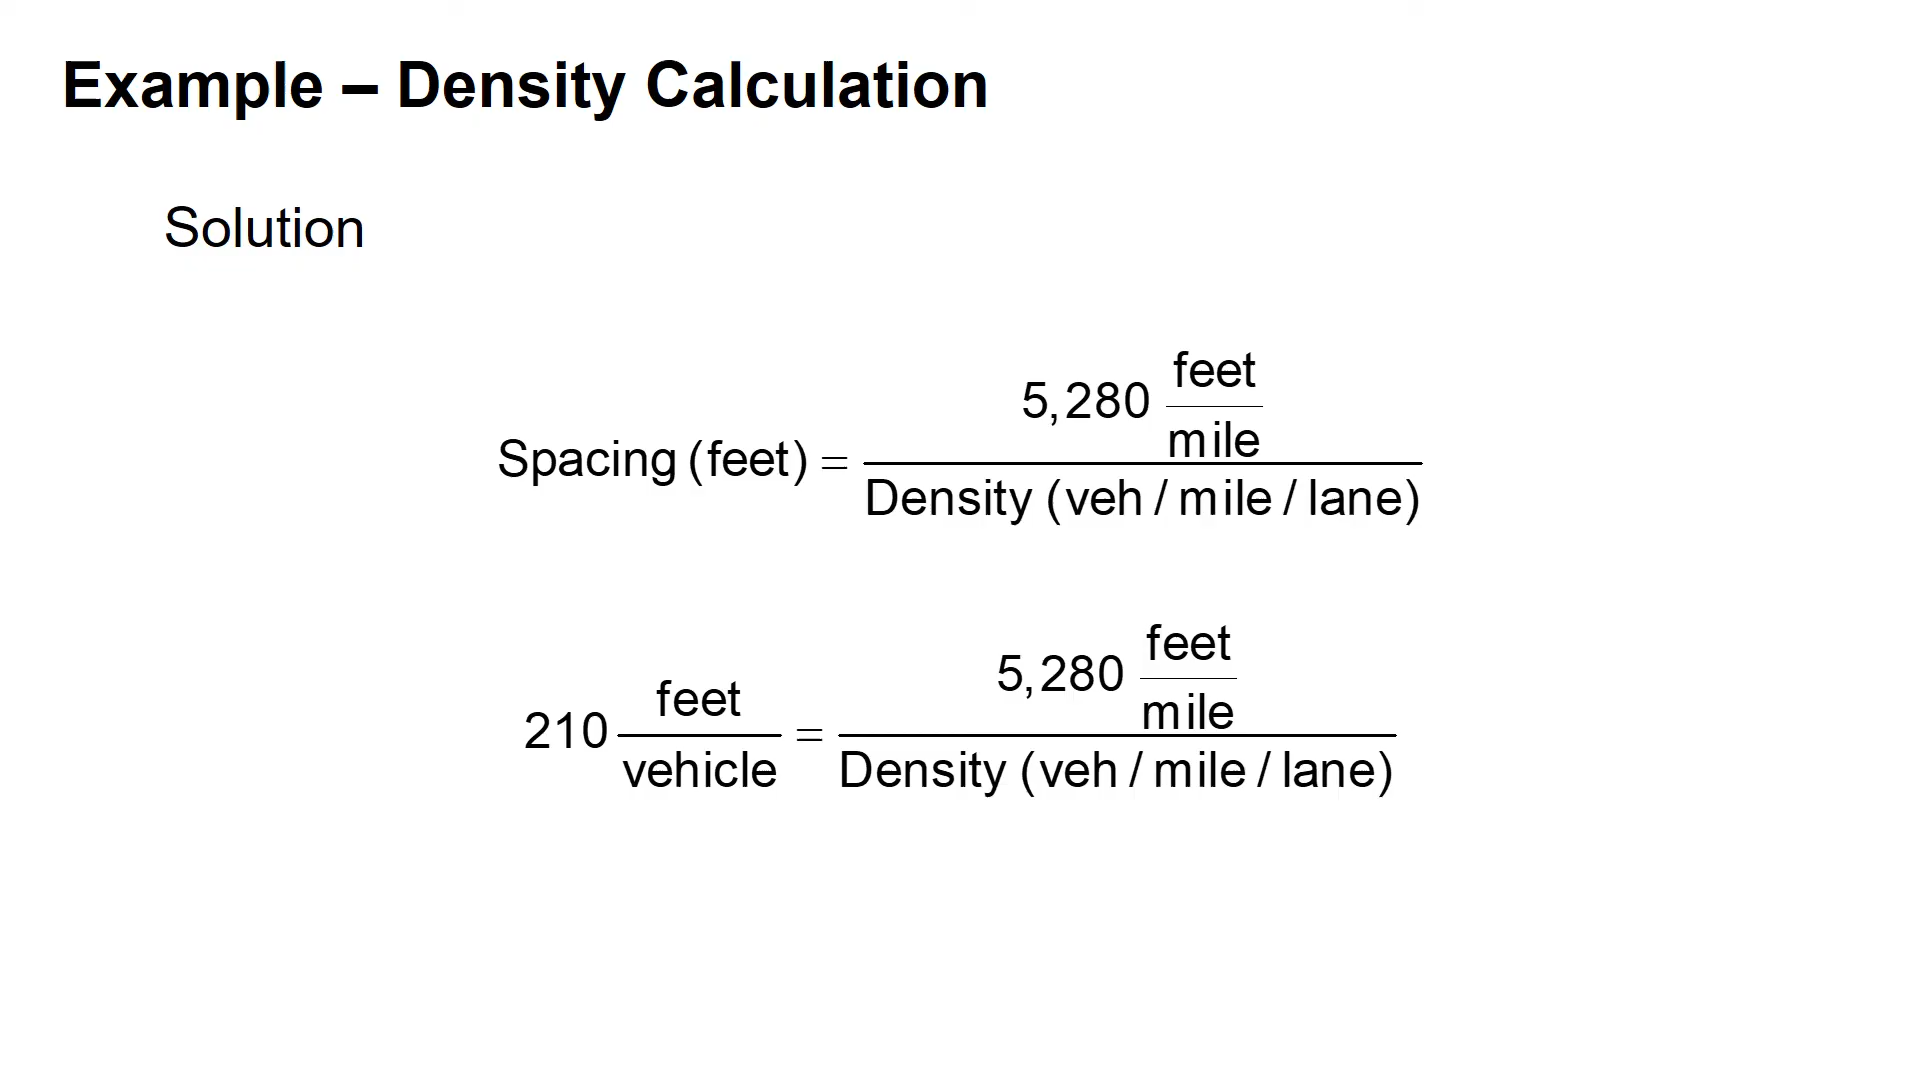 Example – Density Calculation
Solution
Spacing (feet) = 5,280 feet / mile
Density (veh / mile / lane)
210 feet / vehicle = 5,280 feet / mile
Density (veh / mile / lane)